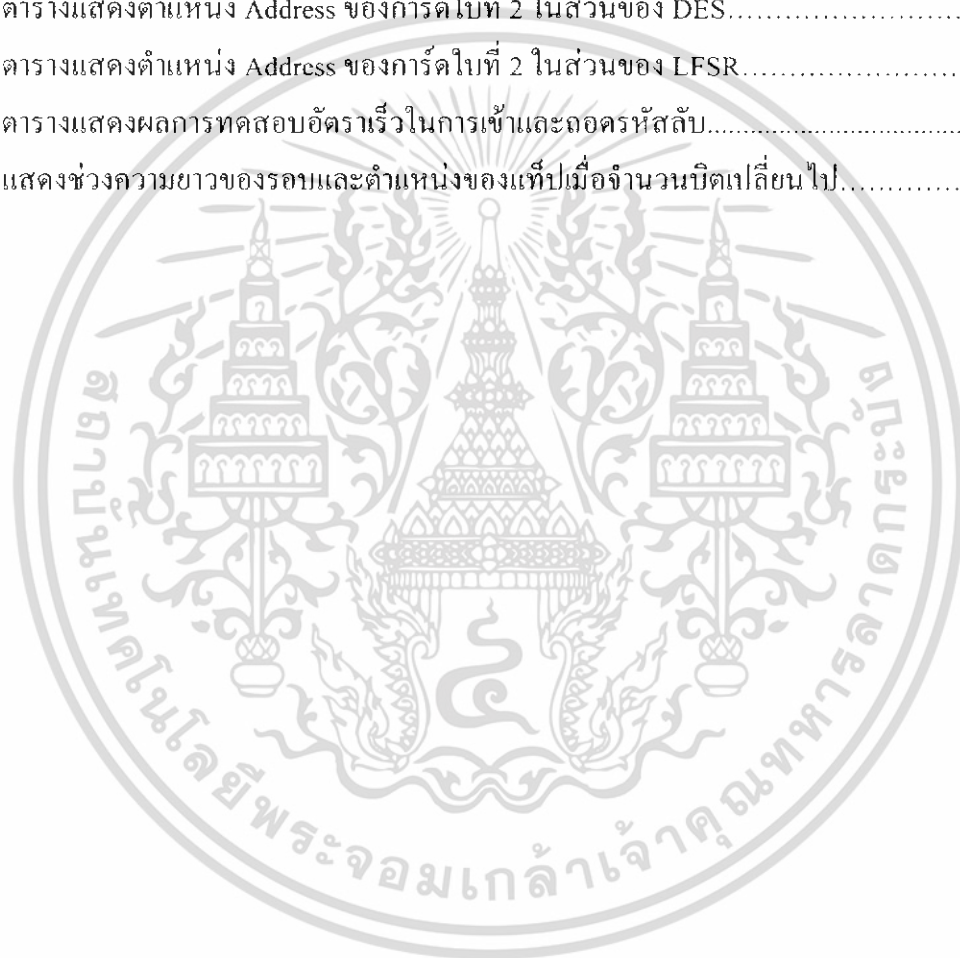 ตารางแสดงตำแหน่ง Address ของการ์ดใบที่ 2 ในส่วนของ DES
ตารางแสดงตำแหน่ง Address ของการ์ดใบที่ 2 ในส่วนของ LFSR
ตารางแสดงผลการทดสอบอัตราเร็วในการเข้าและถอดรหัสลับ
แสดงช่วงความยาวของรอบและตำแหน่งของแท็ปเมื่อจำนวนบิตเปลี่ยนไป
สถาบันเทคโนโลยีพระจอมเกล้าเจ้าคุณทหารลาดกระบัง